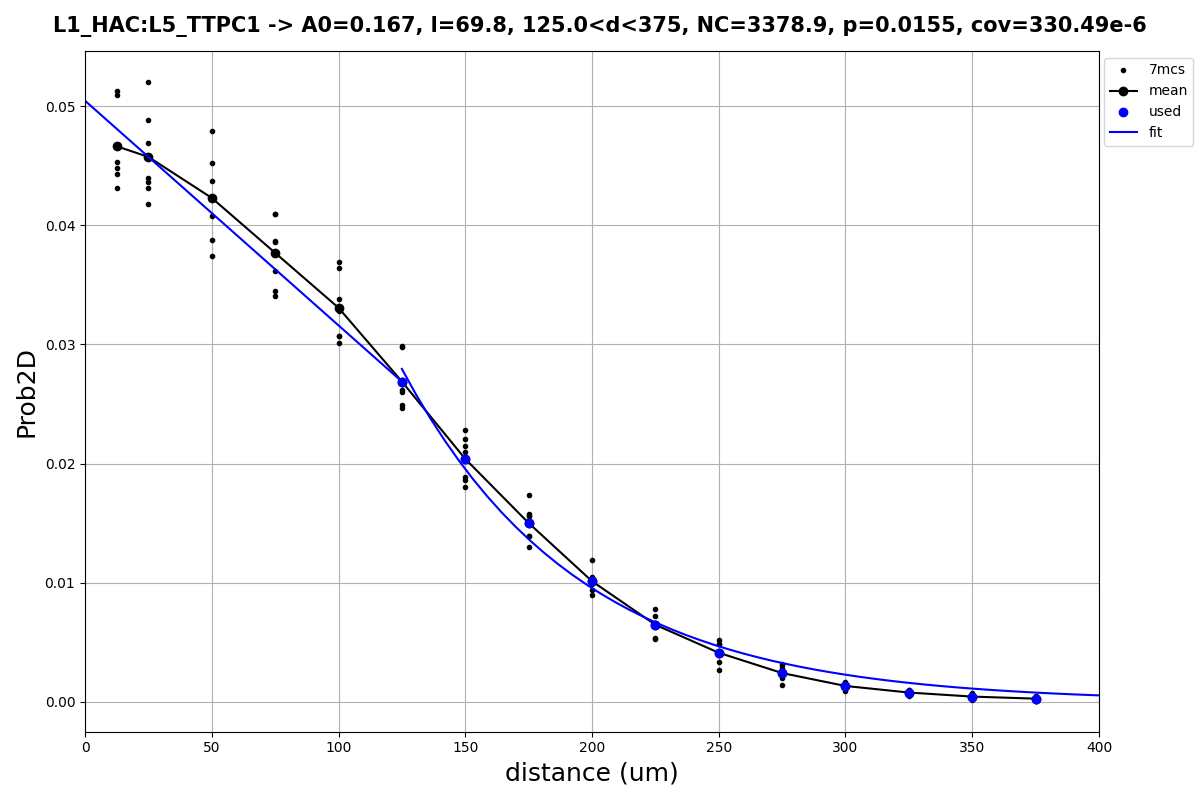 L1_HAC:L5_TTPC1 -> A0=0.167, l=69.8, 125.0<d<375, NC=3378.9, p=0.0155, cov=330.49e-6
7mcs
mean
used
fit
Prob2D
0.05
0.04
0.03
0.02
0.01
0.00
0 50 100 150 200 250 300 350 400
distance (um)